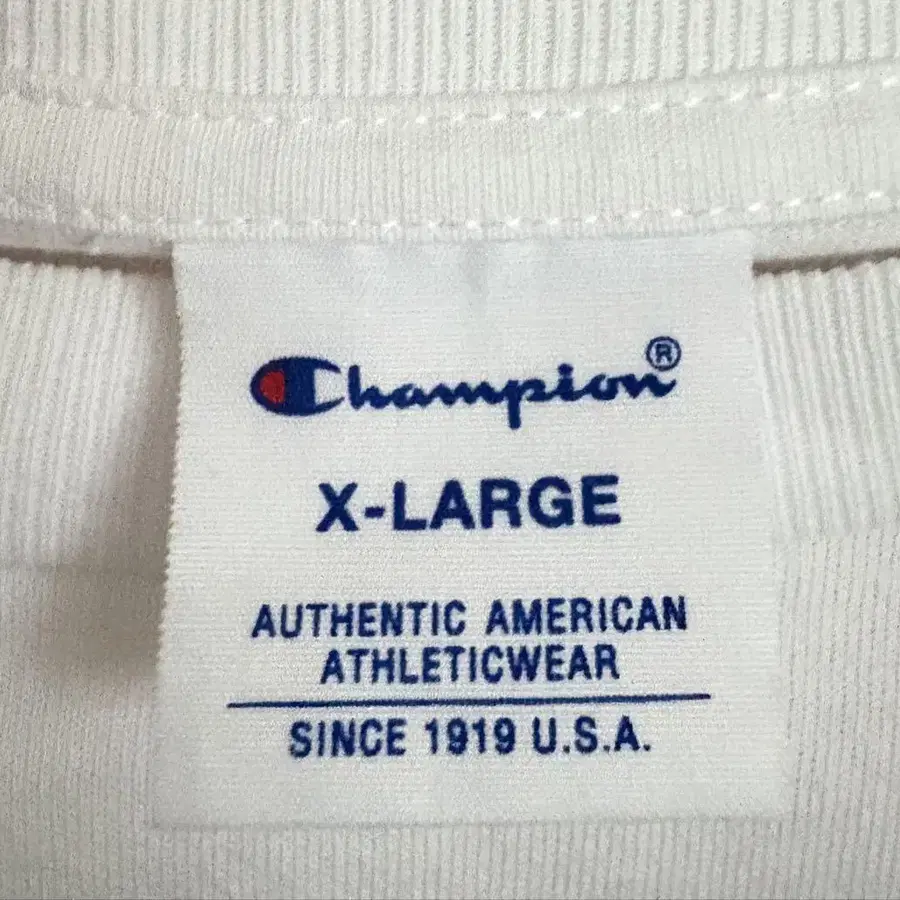 Champion®
X-LARGE
AUTHENTIC AMERICAN
ATHLETICWEAR
SINCE 1919 U.S.A.